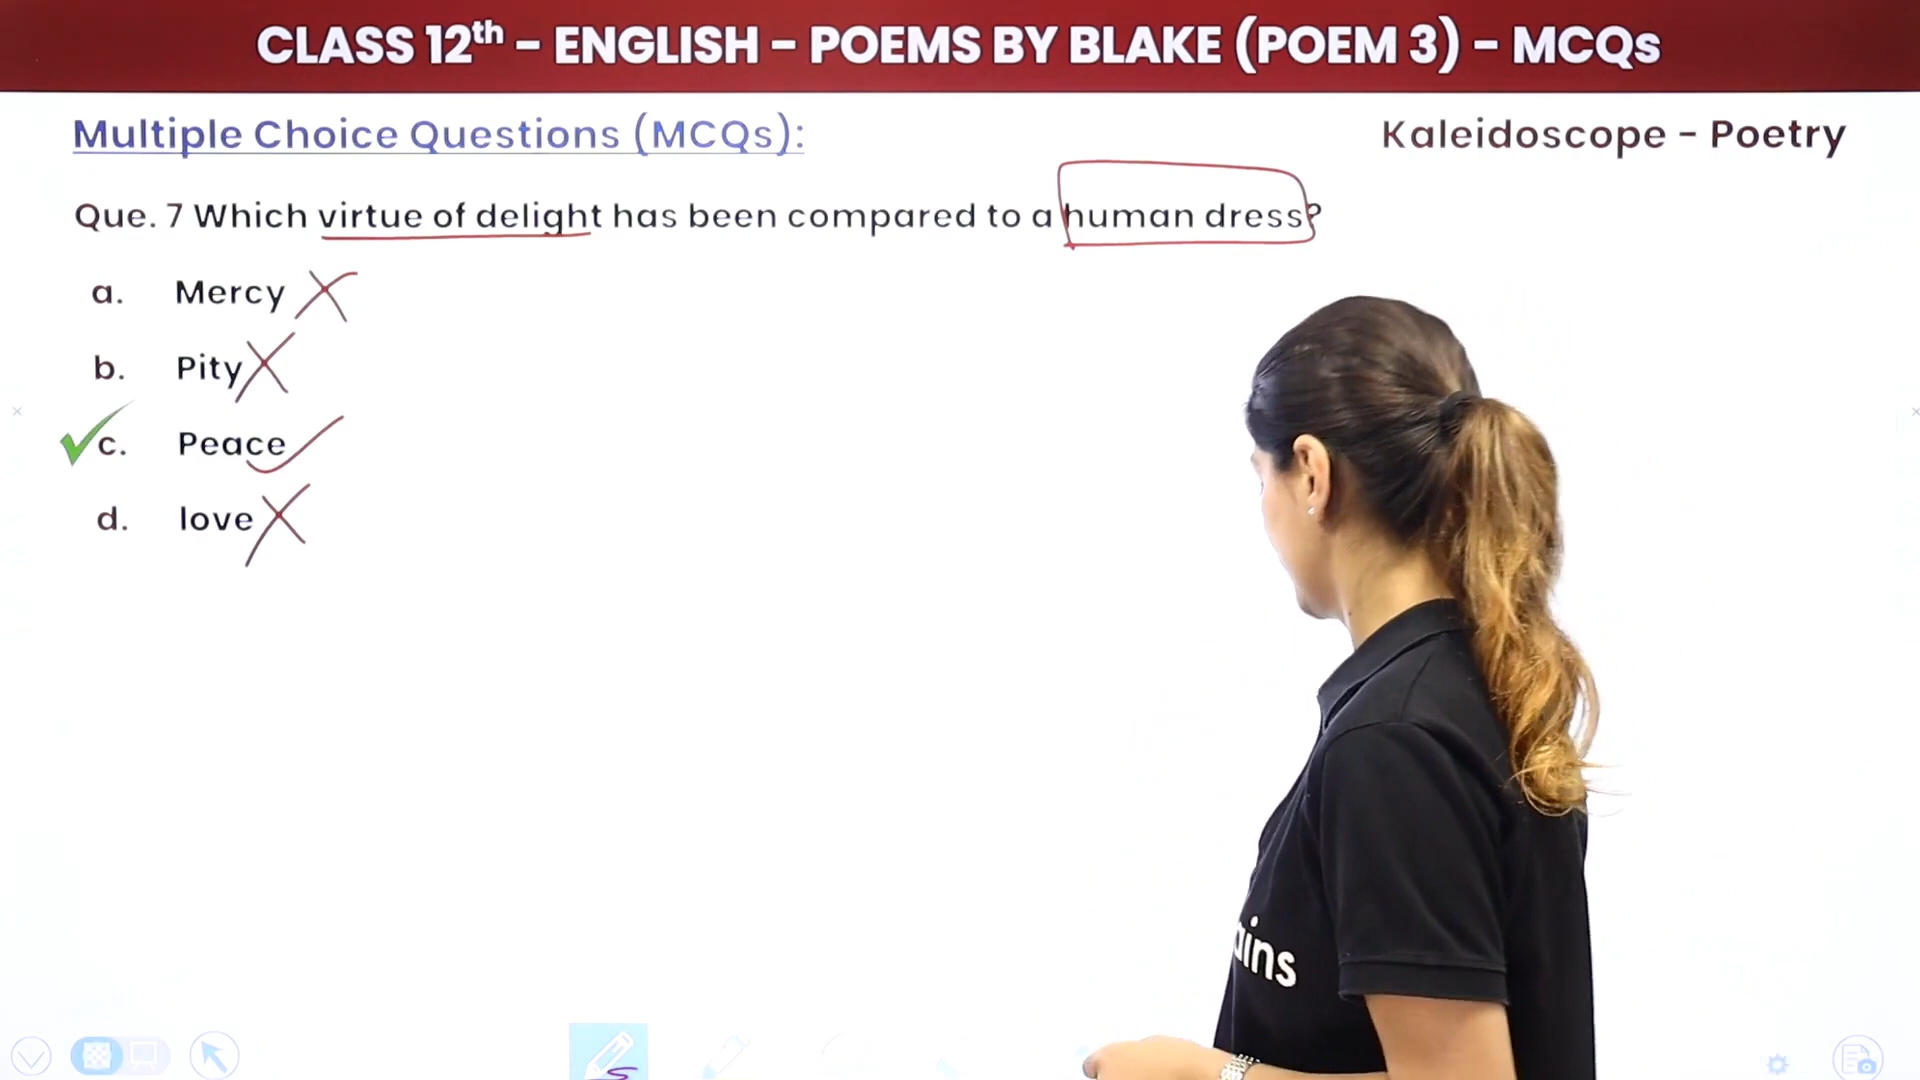 CLASS 12th - ENGLISH - POEMS BY BLAKE (POEM 3) - MCQs
Multiple Choice Questions (MCQs):
Kaleidoscope - Poetry
Que. 7 Which virtue of delight has been compared to a human dress?
a. Mercy
b. Pity
c. Peace
d. love
ains